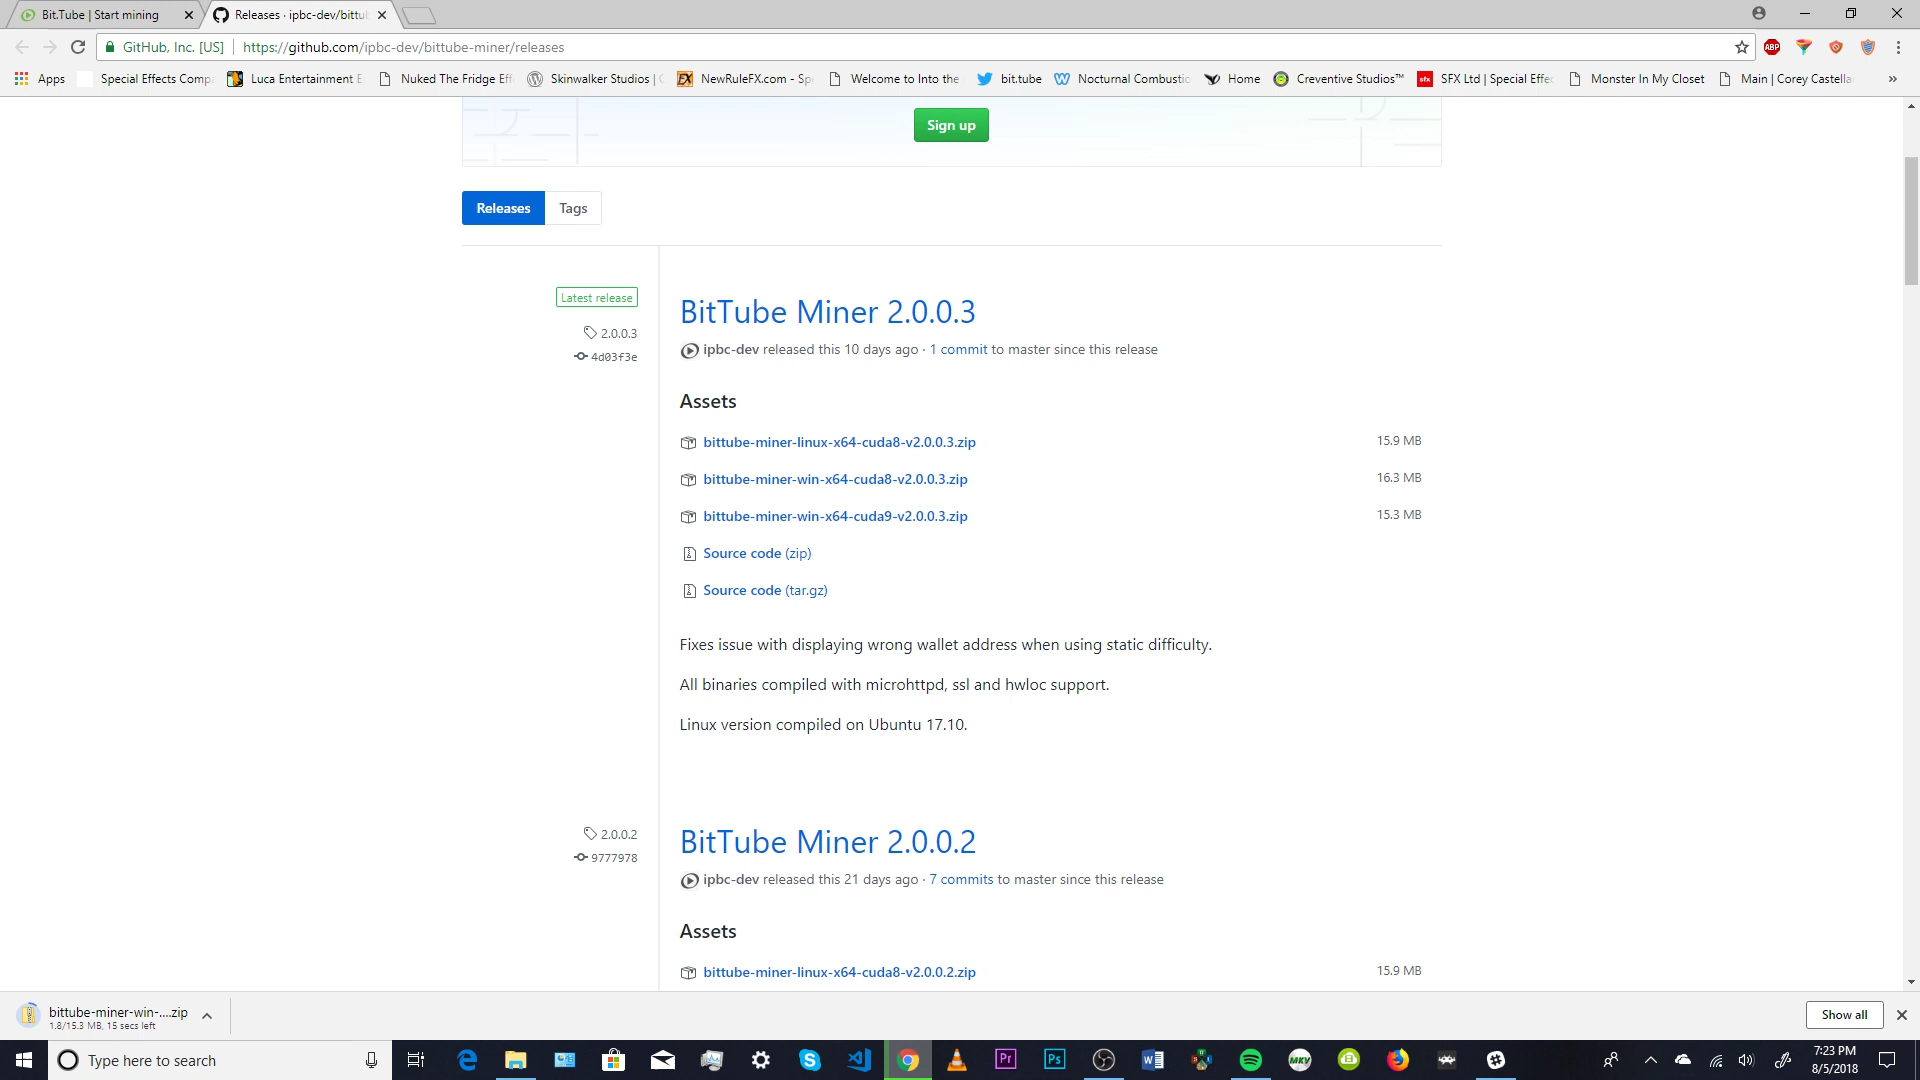 Bit.Tube | Start mining
Releases · ipbc-dev/bittub
GitHub, Inc. [US] https://github.com/ipbc-dev/bittube-miner/releases
ABP
Apps Special Effects Comp Luca Entertainment E Nuked The Fridge Eff Skinwalker Studios | C NewRuleFX.com - Sp Welcome to Into the bit.tube Nocturnal Combustio Home Creventive Studios™ SFX Ltd | Special Effec Monster In My Closet Main | Corey Castella »
Sign up
Releases Tags
Latest release
2.0.0.3
4d03f3e
BitTube Miner 2.0.0.3
ipbc-dev released this 10 days ago · 1 commit to master since this release
Assets
bittube-miner-linux-x64-cuda8-v2.0.0.3.zip 15.9 MB
bittube-miner-win-x64-cuda8-v2.0.0.3.zip 16.3 MB
bittube-miner-win-x64-cuda9-v2.0.0.3.zip 15.3 MB
Source code (zip)
Source code (tar.gz)
Fixes issue with displaying wrong wallet address when using static difficulty.
All binaries compiled with microhttpd, ssl and hwloc support.
Linux version compiled on Ubuntu 17.10.
2.0.0.2
9777978
BitTube Miner 2.0.0.2
ipbc-dev released this 21 days ago · 7 commits to master since this release
Assets
bittube-miner-linux-x64-cuda8-v2.0.0.2.zip 15.9 MB
bittube-miner-win-....zip
1.8/15.3 MB, 15 secs left
Show all
Type here to search
Pr
Ps
MKV
7:23 PM
8/5/2018